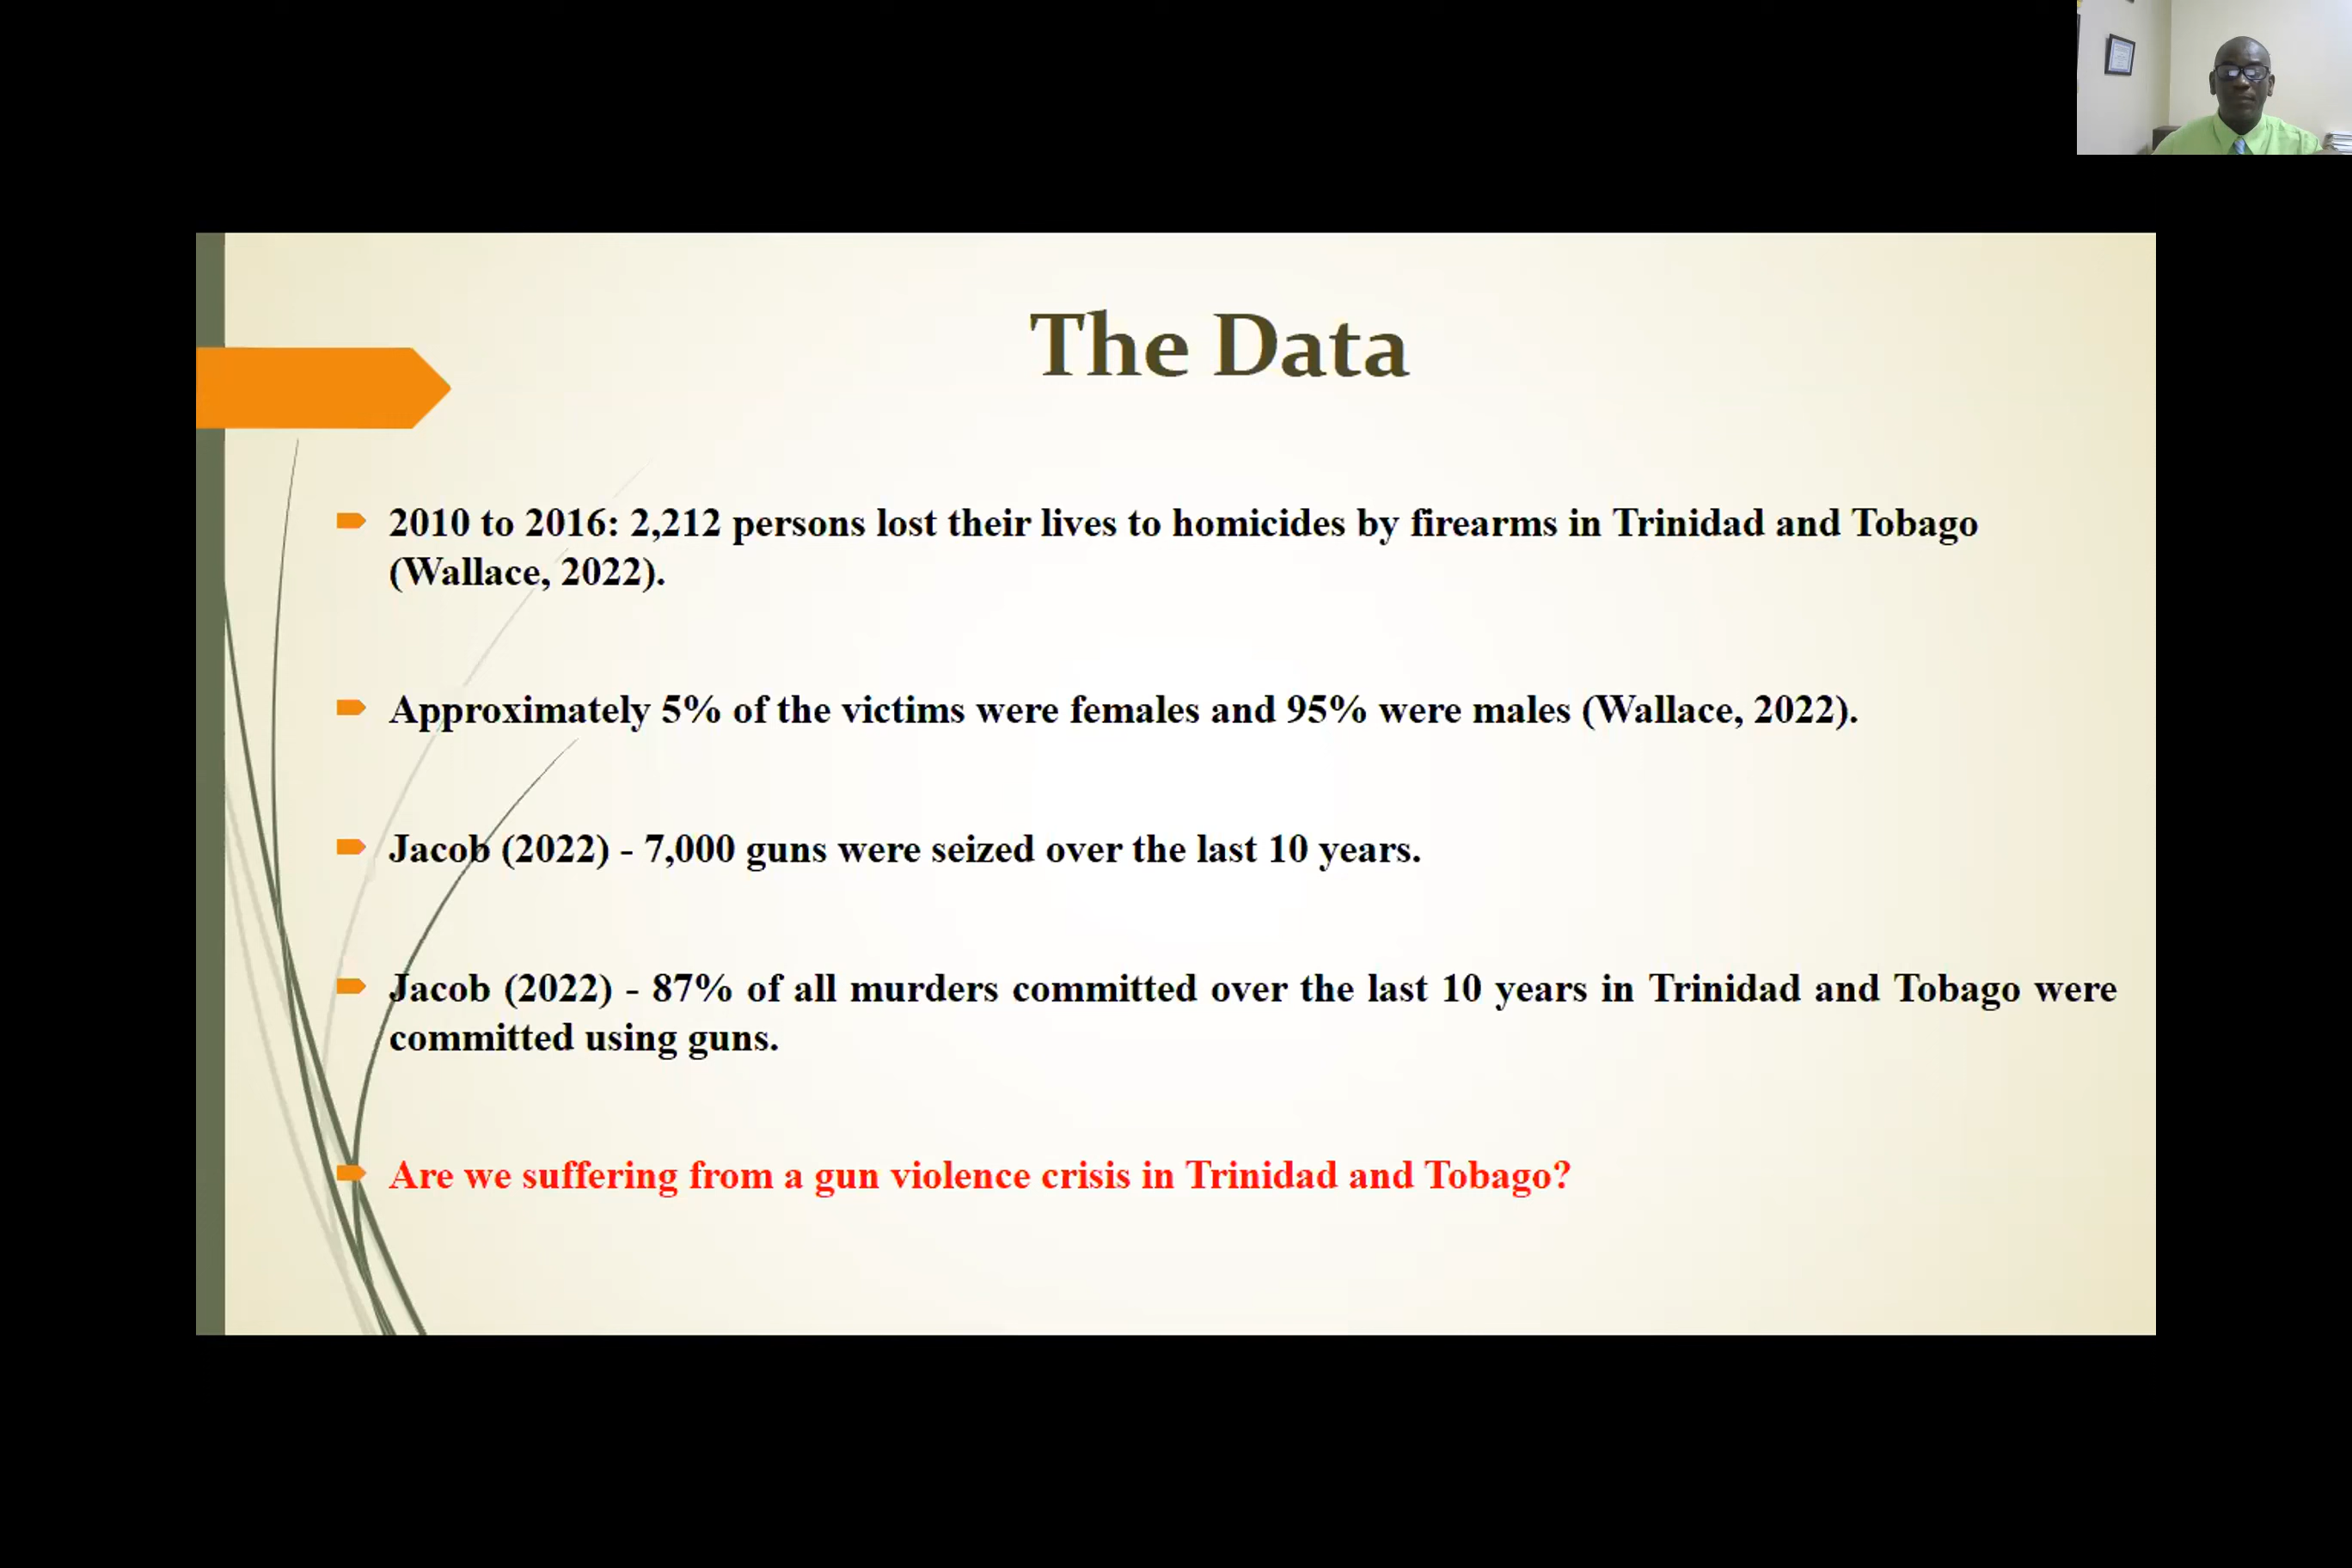 The Data
2010 to 2016: 2,212 persons lost their lives to homicides by firearms in Trinidad and Tobago
(Wallace, 2022).
Approximately 5% of the victims were females and 95% were males (Wallace, 2022).
Jacob (2022) - 7,000 guns were seized over the last 10 years.
Jacob (2022) - 87% of all murders committed over the last 10 years in Trinidad and Tobago were
committed using guns.
Are we suffering from a gun violence crisis in Trinidad and Tobago?